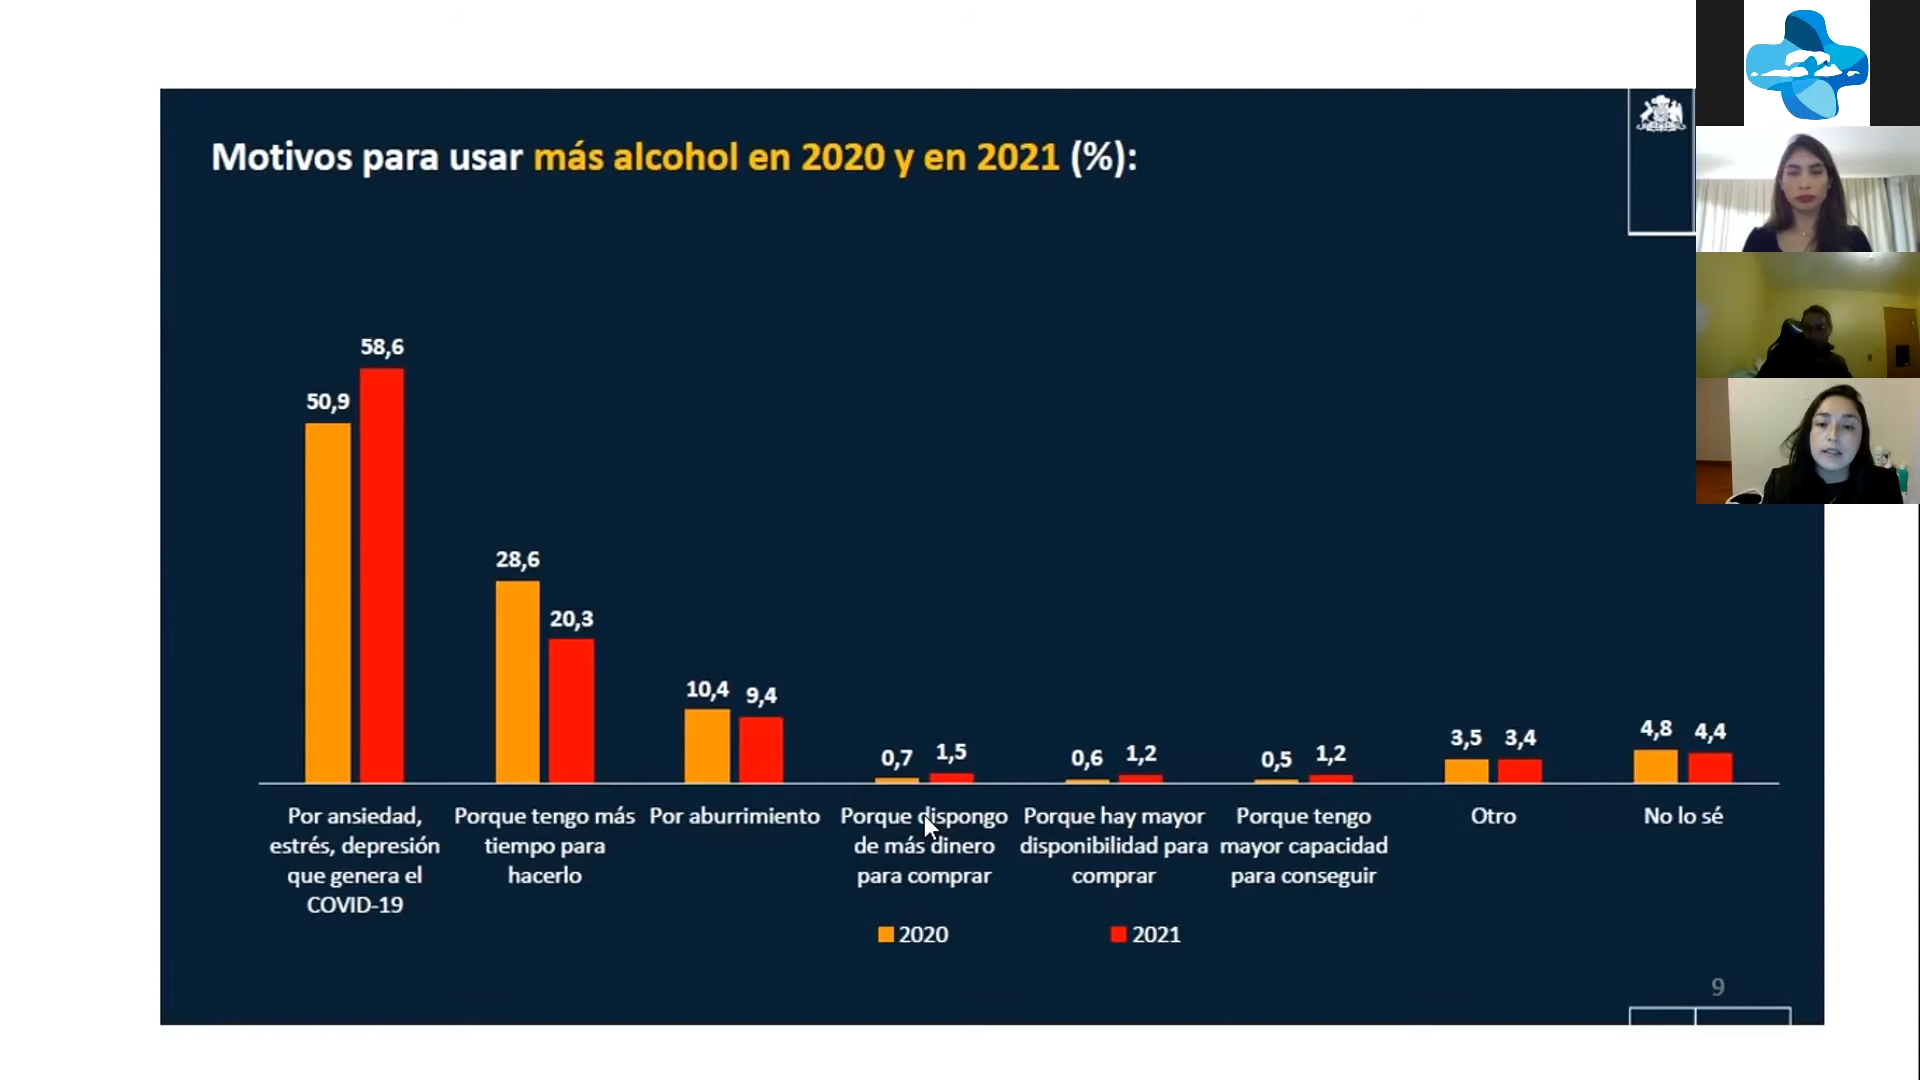 Motivos para usar más alcohol en 2020 y en 2021 (%):
58,6
50,9
28,6
20,3
10,4
9,4
0,7
1,5
0,6
1,2
0,5
1,2
3,5
3,4
4,8
4,4
Por ansiedad,
estrés, depresión
que genera el
COVID-19
Porque tengo más
tiempo para
hacerlo
Por aburrimiento
Porque dispongo
de más dinero
para comprar
Porque hay mayor
disponibilidad para
comprar
Porque tengo
mayor capacidad
para conseguir
Otro
No lo sé
2020
2021
9